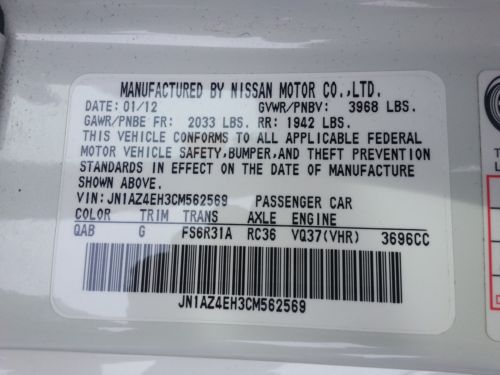 MANUFACTURED BY NISSAN MOTOR CO.,LTD.
DATE: 01/12 GVWR/PNBV: 3968 LBS.
GAWR/PNBE FR: 2033 LBS. RR: 1942 LBS.
THIS VEHICLE CONFORMS TO ALL APPLICABLE FEDERAL
MOTOR VEHICLE SAFETY,BUMPER,AND THEFT PREVENTION
STANDARDS IN EFFECT ON THE DATE OF MANUFACTURE
SHOWN ABOVE.
VIN:JN1AZ4EH3CM562569 PASSENGER CAR
COLOR TRIM TRANS AXLE ENGINE
QAB G FS6R31A RC36 VQ37(VHR) 3696CC
JN1AZ4EH3CM562569